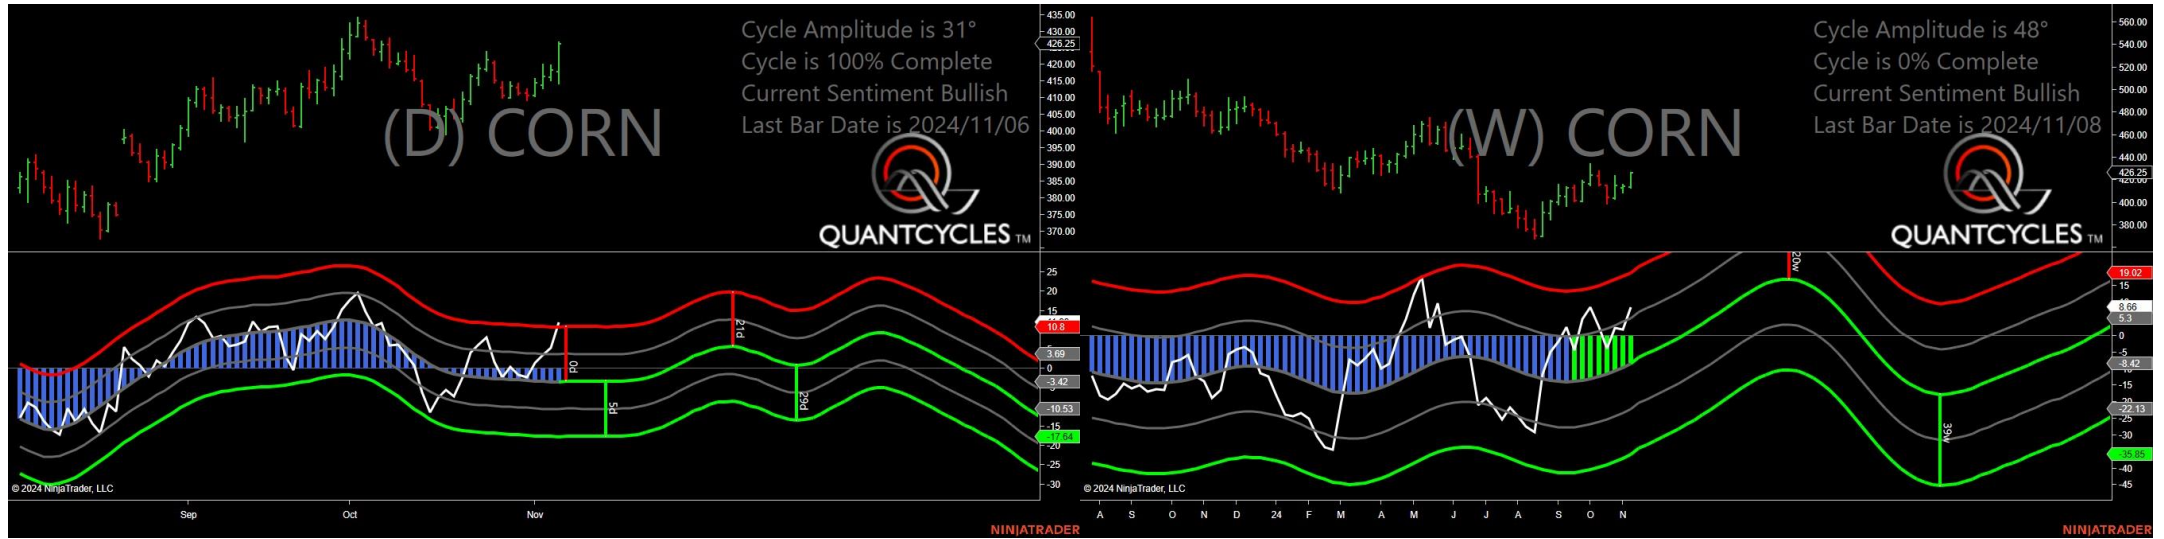 Cycle Amplitude is 31°
Cycle is 100% Complete
Current Sentiment Bullish
Last Bar Date is 2024/11/06
(D) CORN
QUANTCYCLES TM
435.00
430.00
426.25
420.00
415.00
410.00
405.00
400.00
395.00
390.00
385.00
380.00
375.00
370.00
25
20
15
10.8
5
3.69
0
-3.42
-10.53
-15
-17.64
-20
-25
-30
0d
5d
21d
29d
© 2024 NinjaTrader, LLC
Sep Oct Nov
NINJATRADER
Cycle Amplitude is 48°
Cycle is 0% Complete
Current Sentiment Bullish
Last Bar Date is 2024/11/08
(W) CORN
QUANTCYCLES TM
560.00
540.00
520.00
500.00
480.00
460.00
440.00
426.25
420.00
400.00
380.00
19.02
15
8.66
5.3
0
-5
-8.42
-15
-22.13
-25
-30
-35.85
-40
-45
20w
39w
© 2024 NinjaTrader, LLC
A S O N D 24 F M A M J J A S O N
NINJATRADER